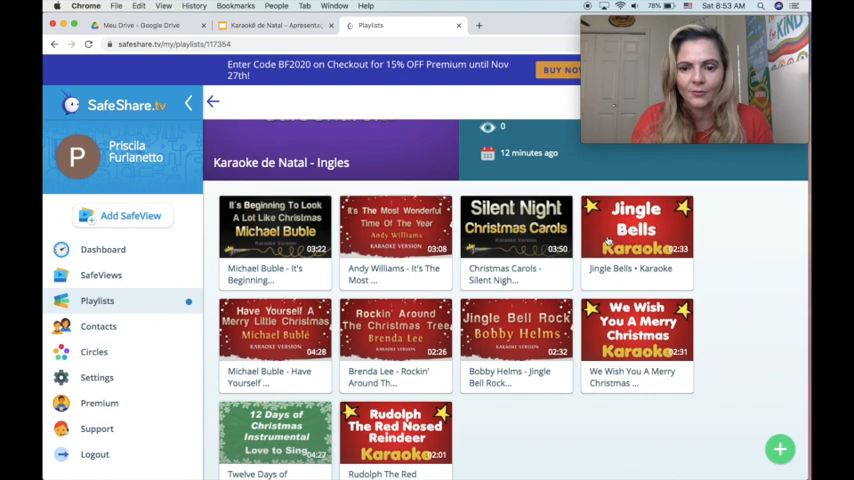 Chrome File Edit View History Bookmarks People Tab Window Help
78% Sat 8:53 AM
Meu Drive - Google Drive
Karaokê de Natal - Apresentaç
Playlists
safeshare.tv/my/playlists/117354
Enter Code BF2020 on Checkout for 15% OFF Premium until Nov
27th!
BUY NOW
SafeShare.tv
P
Priscila
Furlanetto
Add SafeView
Dashboard
SafeViews
Playlists
Contacts
Circles
Settings
Premium
Support
Logout
Karaoke de Natal - Ingles
0
12 minutes ago
It's Beginning To Look
A Lot Like Christmas
Michael Buble
03:22
Michael Buble - It's
Beginning...
It's The Most Wonderful
Time Of The Year
Andy Williams
KARAOKE VERSION
03:08
Andy Williams - It's The
Most ...
Silent Night
Christmas Carols
Karaoke Version
03:50
Christmas Carols -
Silent Nigh...
Jingle
Bells
Karaoke
02:33
Jingle Bells • Karaoke
Have Yourself A
Merry Little Christmas
Michael Bublé
KARAOKE VERSION
04:28
Michael Buble - Have
Yourself ...
Rockin' Around
The Christmas Tree
Brenda Lee
KARAOKE VERSION
02:26
Brenda Lee - Rockin'
Around Th...
Jingle Bell Rock
Bobby Helms
KARAOKE VERSION
02:32
Bobby Helms - Jingle
Bell Rock...
We Wish
You A Merry
Christmas
Karaoke
02:31
We Wish You A Merry
Christmas ...
12 Days of
Christmas
Instrumental
Love to Sing
04:27
Twelve Days of
Rudolph
The Red Nosed
Reindeer
Karaoke
02:01
Rudolph The Red
KIND